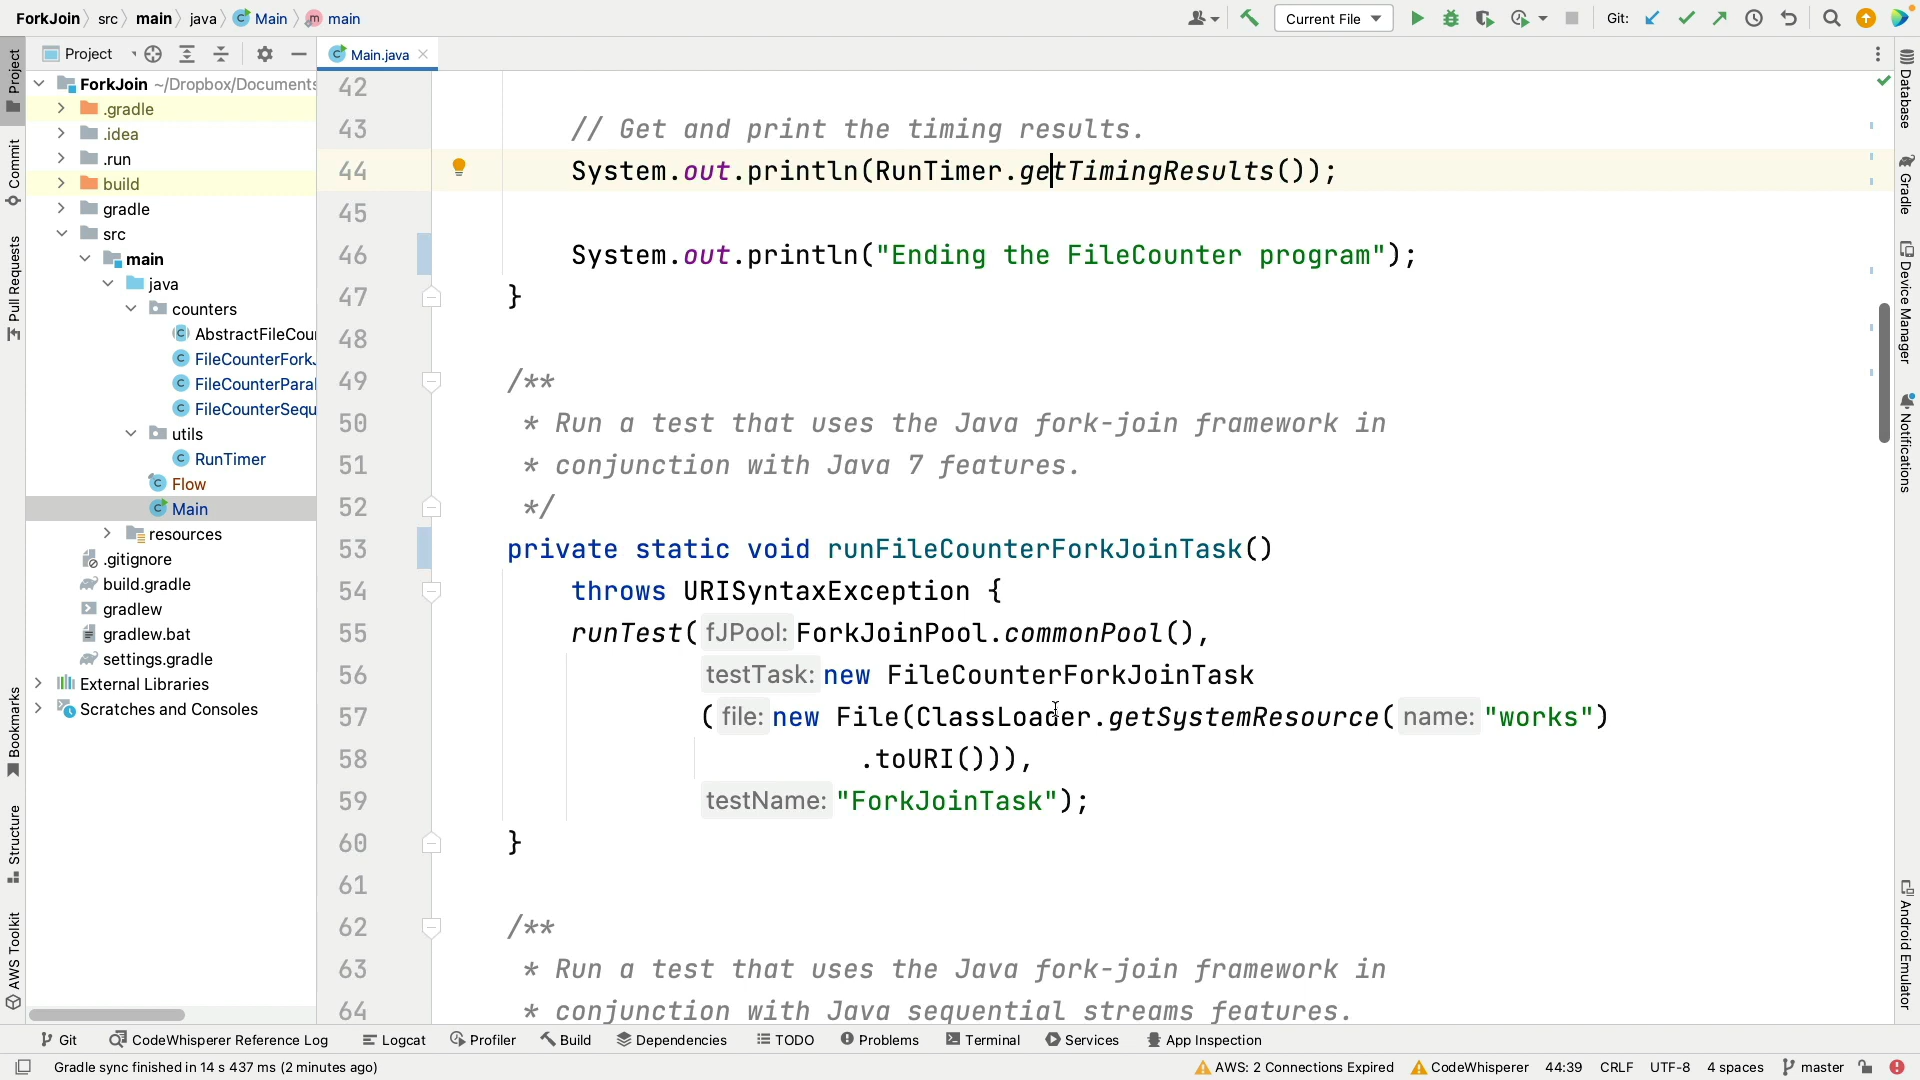 ForkJoin src main java Main main
Current File
Git:
Project
Main.java
ForkJoin ~/Dropbox/Documents
.gradle
.idea
.run
build
gradle
src
main
java
counters
AbstractFileCou
FileCounterForkJ
FileCounterParal
FileCounterSequ
utils
RunTimer
Flow
Main
resources
.gitignore
build.gradle
gradlew
gradlew.bat
settings.gradle
External Libraries
Scratches and Consoles
Project
Commit
Pull Requests
Bookmarks
Structure
AWS Toolkit
42
43 // Get and print the timing results.
44 System.out.println(RunTimer.getTimingResults());
45
46 System.out.println("Ending the FileCounter program");
47 }
48
49 /**
50 * Run a test that uses the Java fork-join framework in
51 * conjunction with Java 7 features.
52 */
53 private static void runFileCounterForkJoinTask()
54 throws URISyntaxException {
55 runTest( fJPool: ForkJoinPool.commonPool(),
56 testTask: new FileCounterForkJoinTask
57 ( file: new File(ClassLoader.getSystemResource( name: "works")
58 .toURI())),
59 testName: "ForkJoinTask");
60 }
61
62 /**
63 * Run a test that uses the Java fork-join framework in
64 * conjunction with Java sequential streams features.
Database
Gradle
Device Manager
Notifications
Android Emulator
Git CodeWhisperer Reference Log Logcat Profiler Build Dependencies TODO Problems Terminal Services App Inspection
Gradle sync finished in 14 s 437 ms (2 minutes ago) AWS: 2 Connections Expired CodeWhisperer 44:39 CRLF UTF-8 4 spaces master